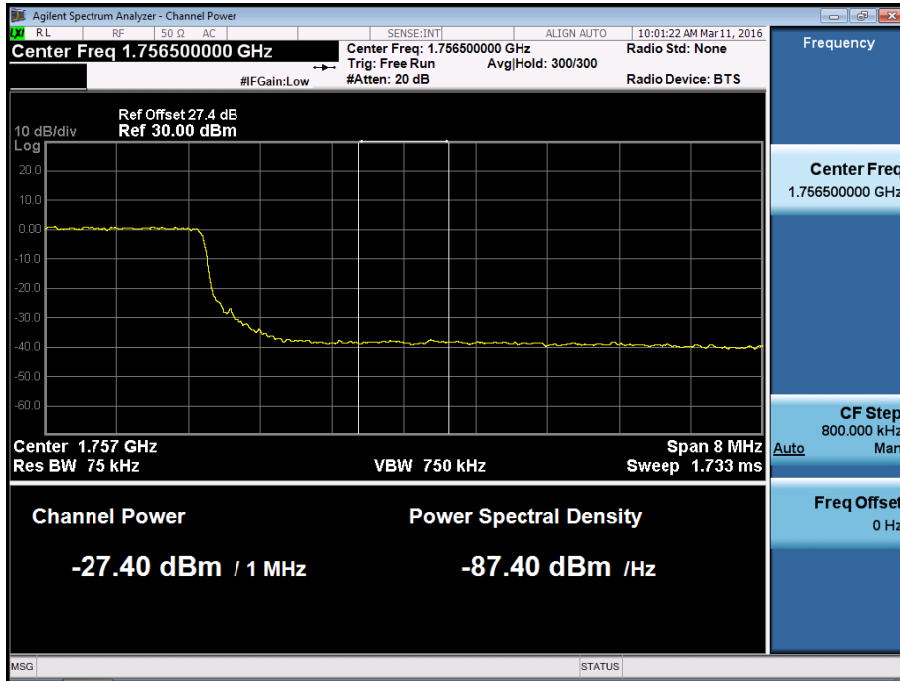 Agilent Spectrum Analyzer - Channel Power
LXI RL RF 50 Ω AC SENSE:INT ALIGN AUTO 10:01:22 AM Mar 11, 2016
Center Freq 1.756500000 GHz
Center Freq: 1.756500000 GHz
Radio Std: None
Trig: Free Run Avg|Hold: 300/300
#IFGain:Low #Atten: 20 dB
Radio Device: BTS
Ref Offset 27.4 dB
10 dB/div Ref 30.00 dBm
Log
20.0
10.0
0.00
-10.0
-20.0
-30.0
-40.0
-50.0
-60.0
Center 1.757 GHz Span 8 MHz
Res BW 75 kHz VBW 750 kHz Sweep 1.733 ms
Channel Power Power Spectral Density
-27.40 dBm / 1 MHz -87.40 dBm /Hz
MSG STATUS
Frequency
Center Freq
1.756500000 GHz
CF Step
800.000 kHz
Auto Man
Freq Offset
0 Hz